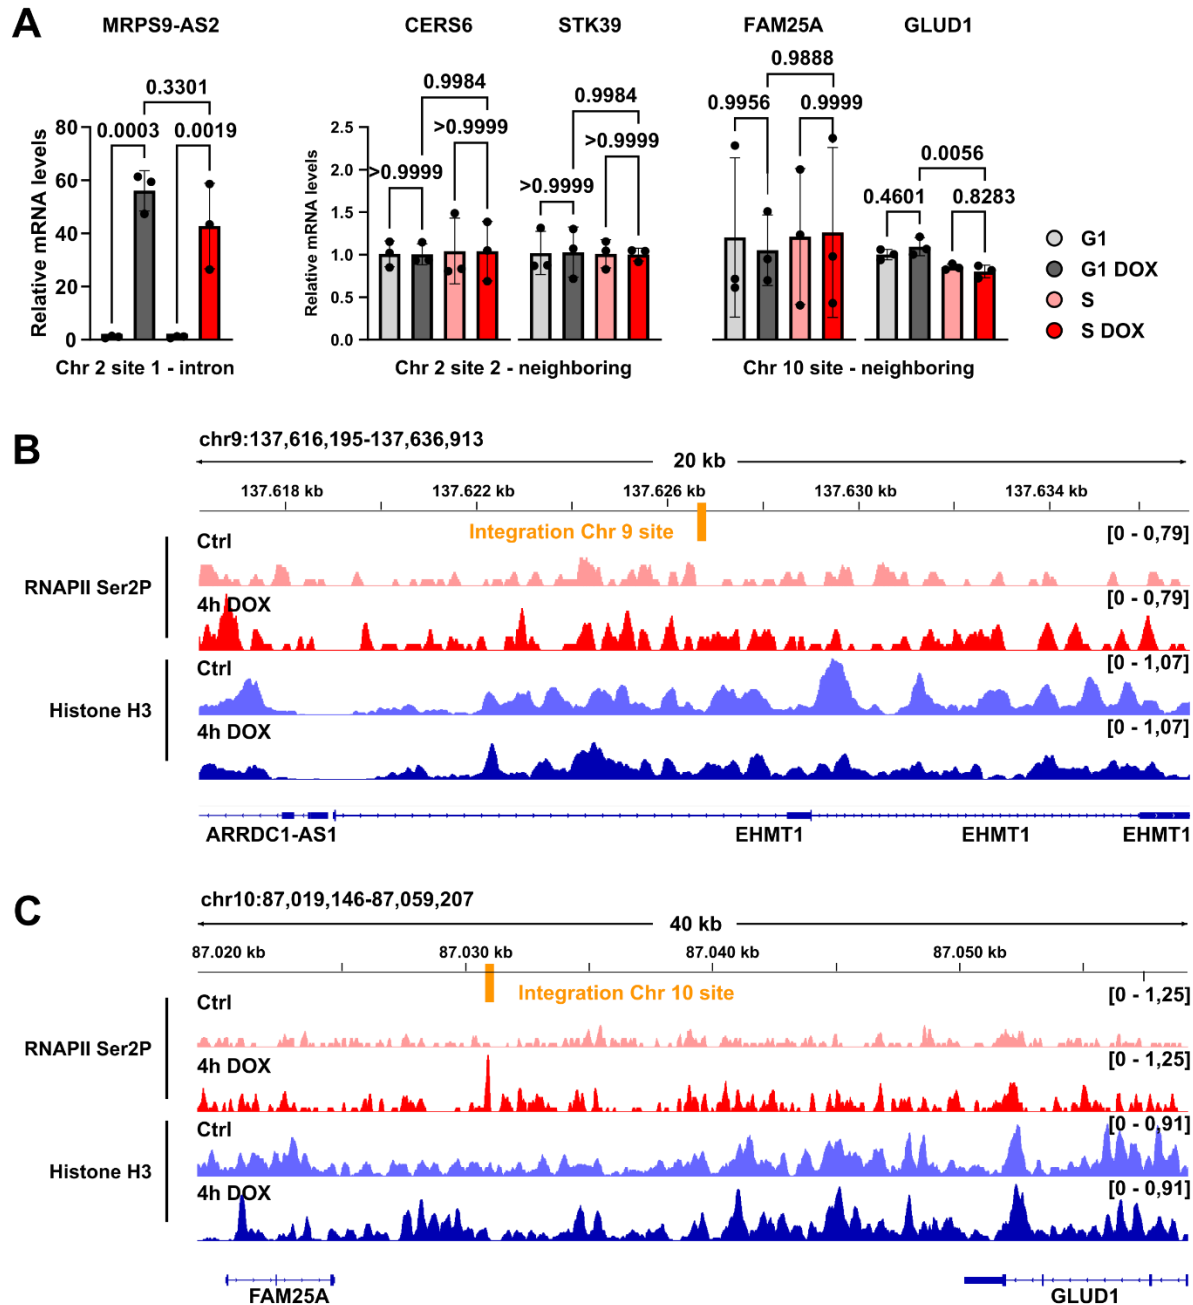 A
MRPS9-AS2 CERS6 STK39 FAM25A GLUD1
0.3301
0.0003 0.0019
Relative mRNA levels
80
60
40
20
0
Chr 2 site 1 - intron
0.9984
>0.9999
>0.9999
0.9984
>0.9999
>0.9999
Relative mRNA levels
2.5
2.0
1.5
1.0
0.5
0.0
Chr 2 site 2 - neighboring
0.9888
0.9956 0.9999
0.0056
0.4601 0.8283
Chr 10 site - neighboring
G1
G1 DOX
S
S DOX
B
chr9:137,616,195-137,636,913
20 kb
137.618 kb 137.622 kb 137.626 kb 137.630 kb 137.634 kb
Integration Chr 9 site
RNAPII Ser2P
Ctrl [0 - 0,79]
4h DOX [0 - 0,79]
Histone H3
Ctrl [0 - 1,07]
4h DOX [0 - 1,07]
ARRDC1-AS1 EHMT1 EHMT1 EHMT1
C
chr10:87,019,146-87,059,207
40 kb
87.020 kb 87.030 kb 87.040 kb 87.050 kb
Integration Chr 10 site
RNAPII Ser2P
Ctrl [0 - 1,25]
4h DOX [0 - 1,25]
Histone H3
Ctrl [0 - 0,91]
4h DOX [0 - 0,91]
FAM25A GLUD1